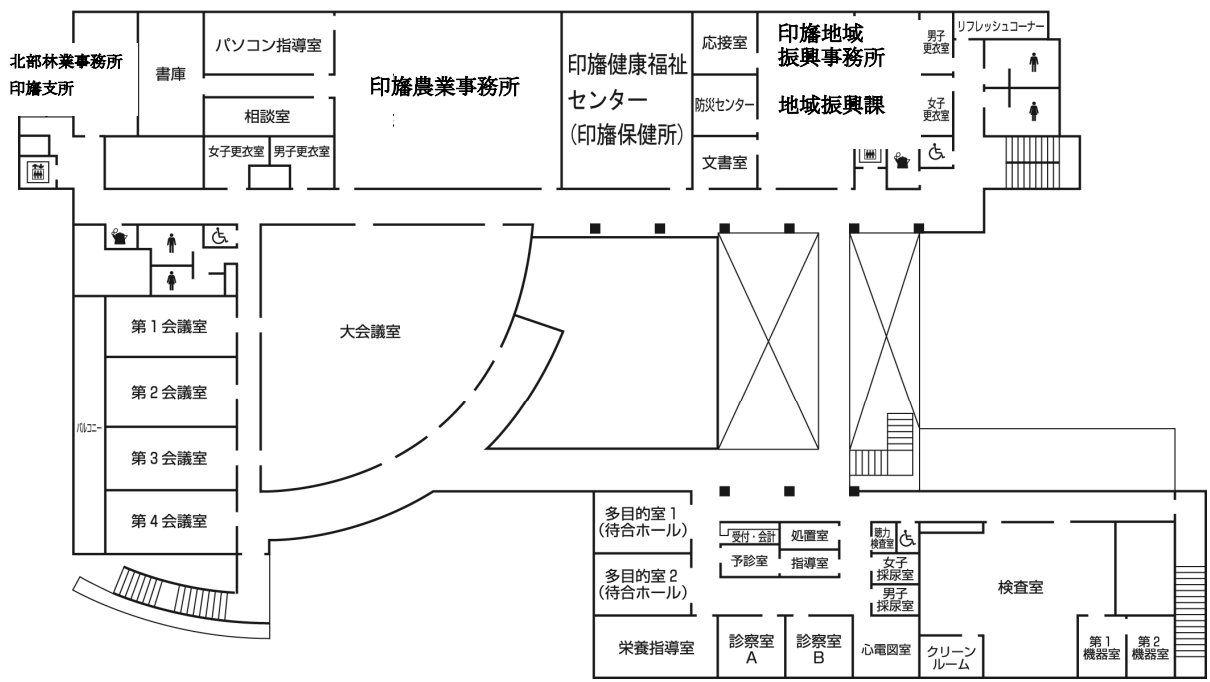 北部林業事務所
印旛支所
書庫
パソコン指導室
相談室
女子更衣室
男子更衣室
印旛農業事務所
印旛健康福祉
センター
(印旛保健所)
応接室
防災センター
文書室
印旛地域
振興事務所
地域振興課
男子
更衣室
女子
更衣室
リフレッシュコーナー
第1会議室
第2会議室
第3会議室
第4会議室
バルコニー
大会議室
多目的室1
(待合ホール)
多目的室2
(待合ホール)
栄養指導室
受付・会計
予診室
処置室
指導室
診察室
A
診察室
B
聴力
検査室
女子
採尿室
男子
採尿室
心電図室
検査室
クリーン
ルーム
第1
機器室
第2
機器室